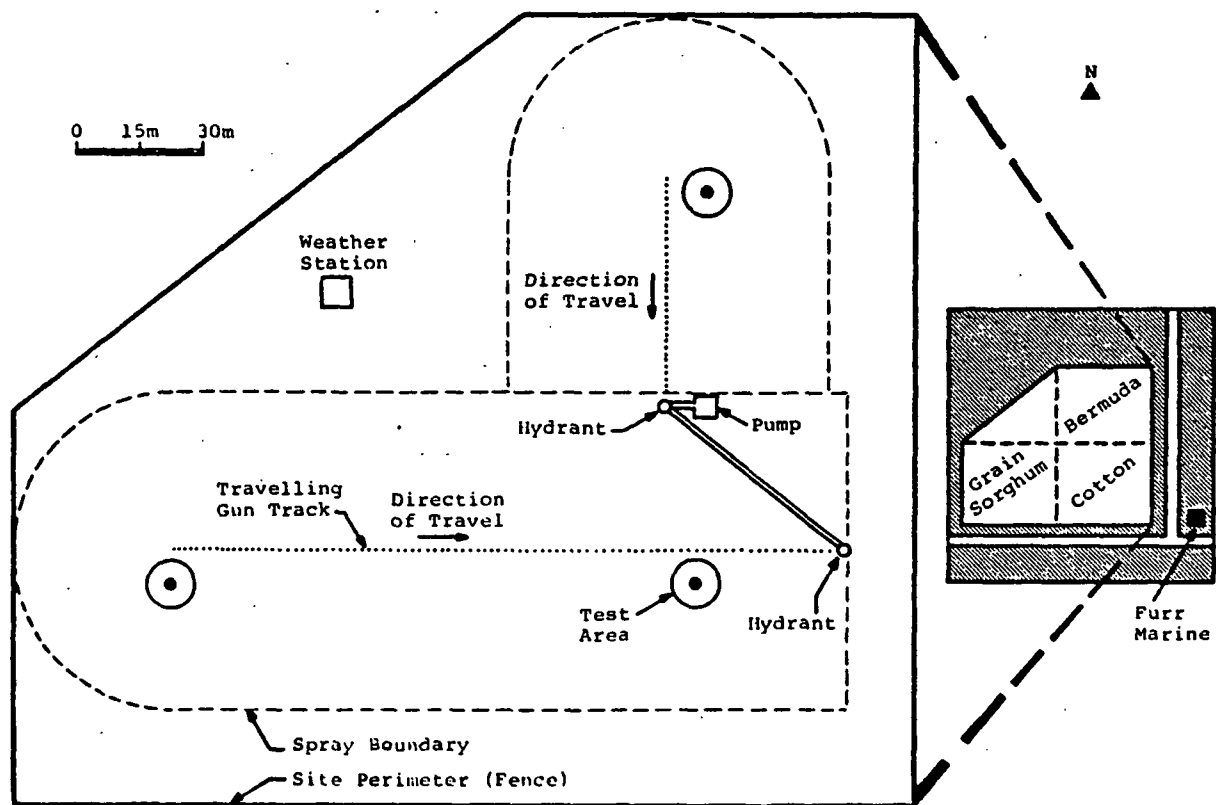 N
0 15m 30m
Weather
Station
Direction
of Travel
Bermuda
Hydrant
Pump
Grain
Sorghum
Cotton
Travelling
Gun Track
Direction
of Travel
Test
Area
Hydrant
Furr
Marine
Spray Boundary
Site Perimeter (Fence)